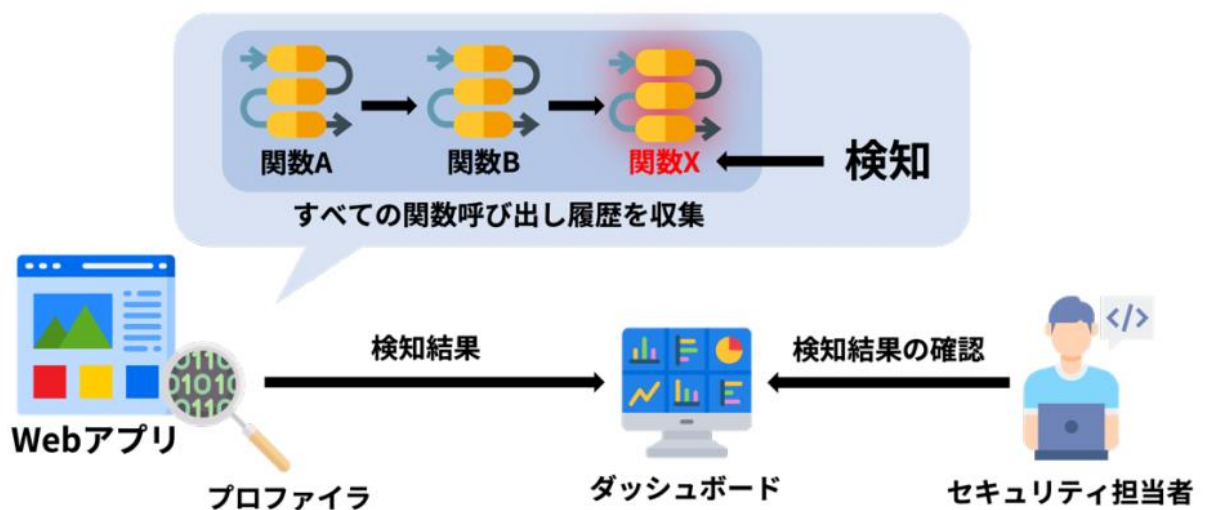 関数A
関数B
関数X
検知
すべての関数呼び出し履歴を収集
検知結果
検知結果の確認
</>
01010
Webアプリ
プロファイラ
ダッシュボード
セキュリティ担当者